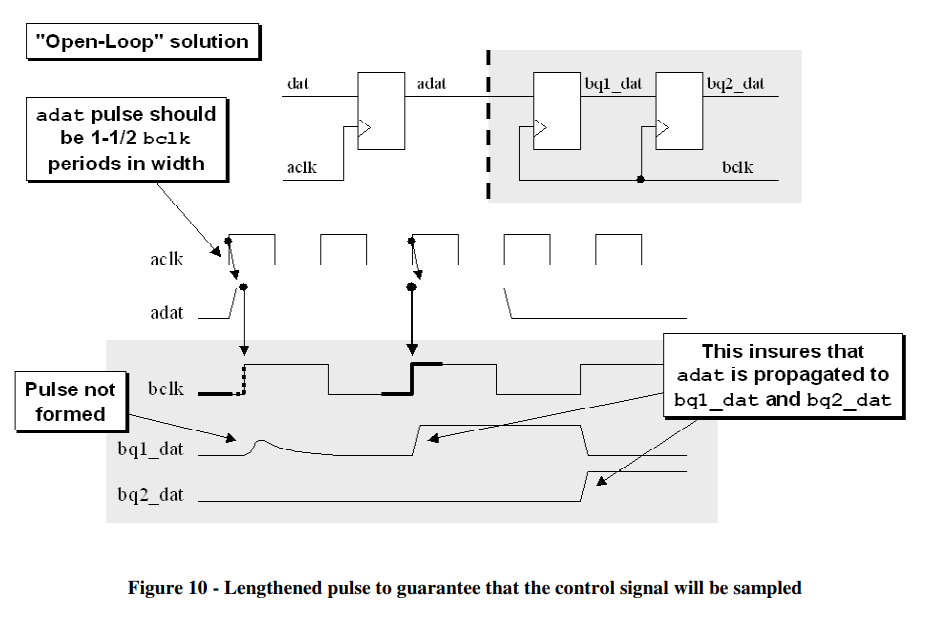 "Open-Loop" solution
dat
adat
bq1_dat
bq2_dat
adat pulse should
be 1-1/2 bclk
periods in width
aclk
bclk
aclk
adat
This insures that
adat is propagated to
bq1_dat and bq2_dat
Pulse not
formed
bclk
bq1_dat
bq2_dat
Figure 10 - Lengthened pulse to guarantee that the control signal will be sampled